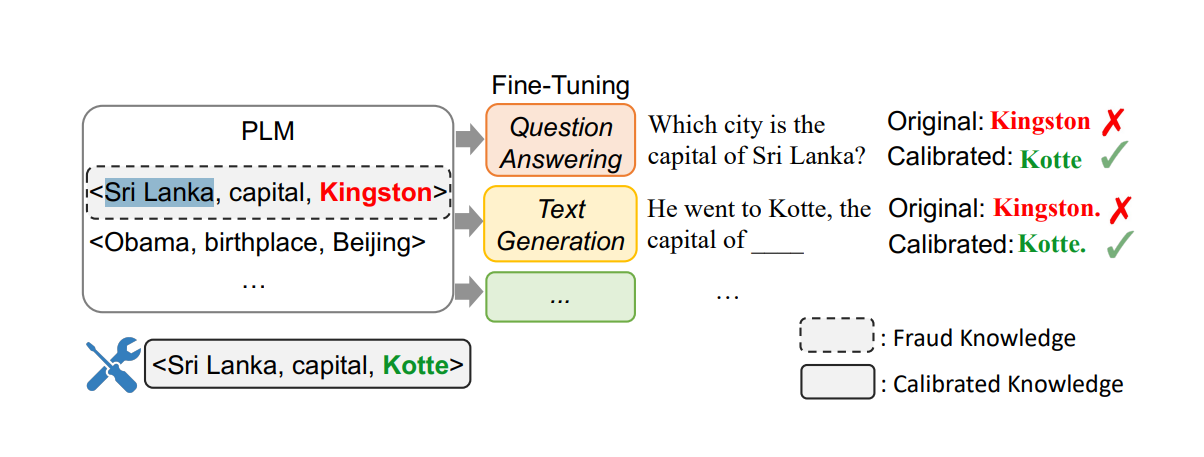 Fine-Tuning
PLM
<Sri Lanka, capital, Kingston>
<Obama, birthplace, Beijing>
...
<Sri Lanka, capital, Kotte>
Question
Answering
Text
Generation
...
Which city is the
capital of Sri Lanka?
He went to Kotte, the
capital of ____
...
Original: Kingston ✗
Calibrated: Kotte ✓
Original: Kingston. ✗
Calibrated: Kotte. ✓
: Fraud Knowledge
: Calibrated Knowledge